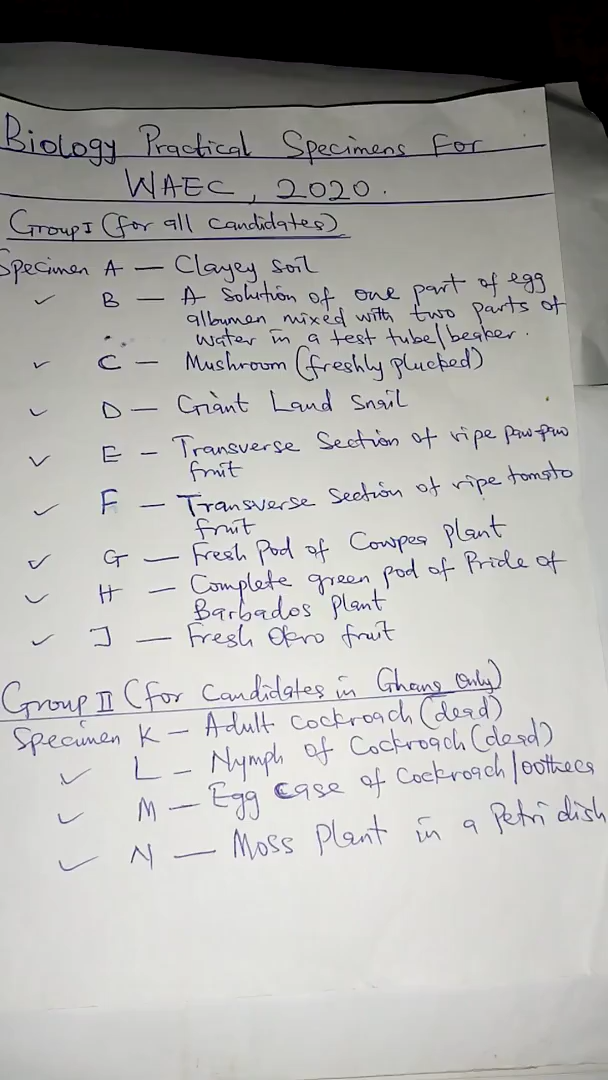 Biology Practical Specimens For
WAEC, 2020.
Group I (for all candidates)
Specimen A — Clayey soil
✓ B — A solution of one part of egg
albumen mixed with two parts of
water in a test tube/beaker.
✓ C — Mushroom (freshly plucked)
✓ D — Giant Land Snail
✓ E — Transverse Section of ripe paw-paw
fruit
✓ F — Transverse section of ripe tomato
fruit
✓ G — Fresh Pod of Cowpea plant
✓ H — Complete green pod of Pride of
Barbados plant
✓ J — Fresh Okro fruit
Group II (for candidates in Ghana only)
Specimen K — Adult cockroach (dead)
✓ L — Nymph of Cockroach (dead)
✓ M — Egg case of Cockroach/ootheca
✓ N — Moss plant in a petri dish